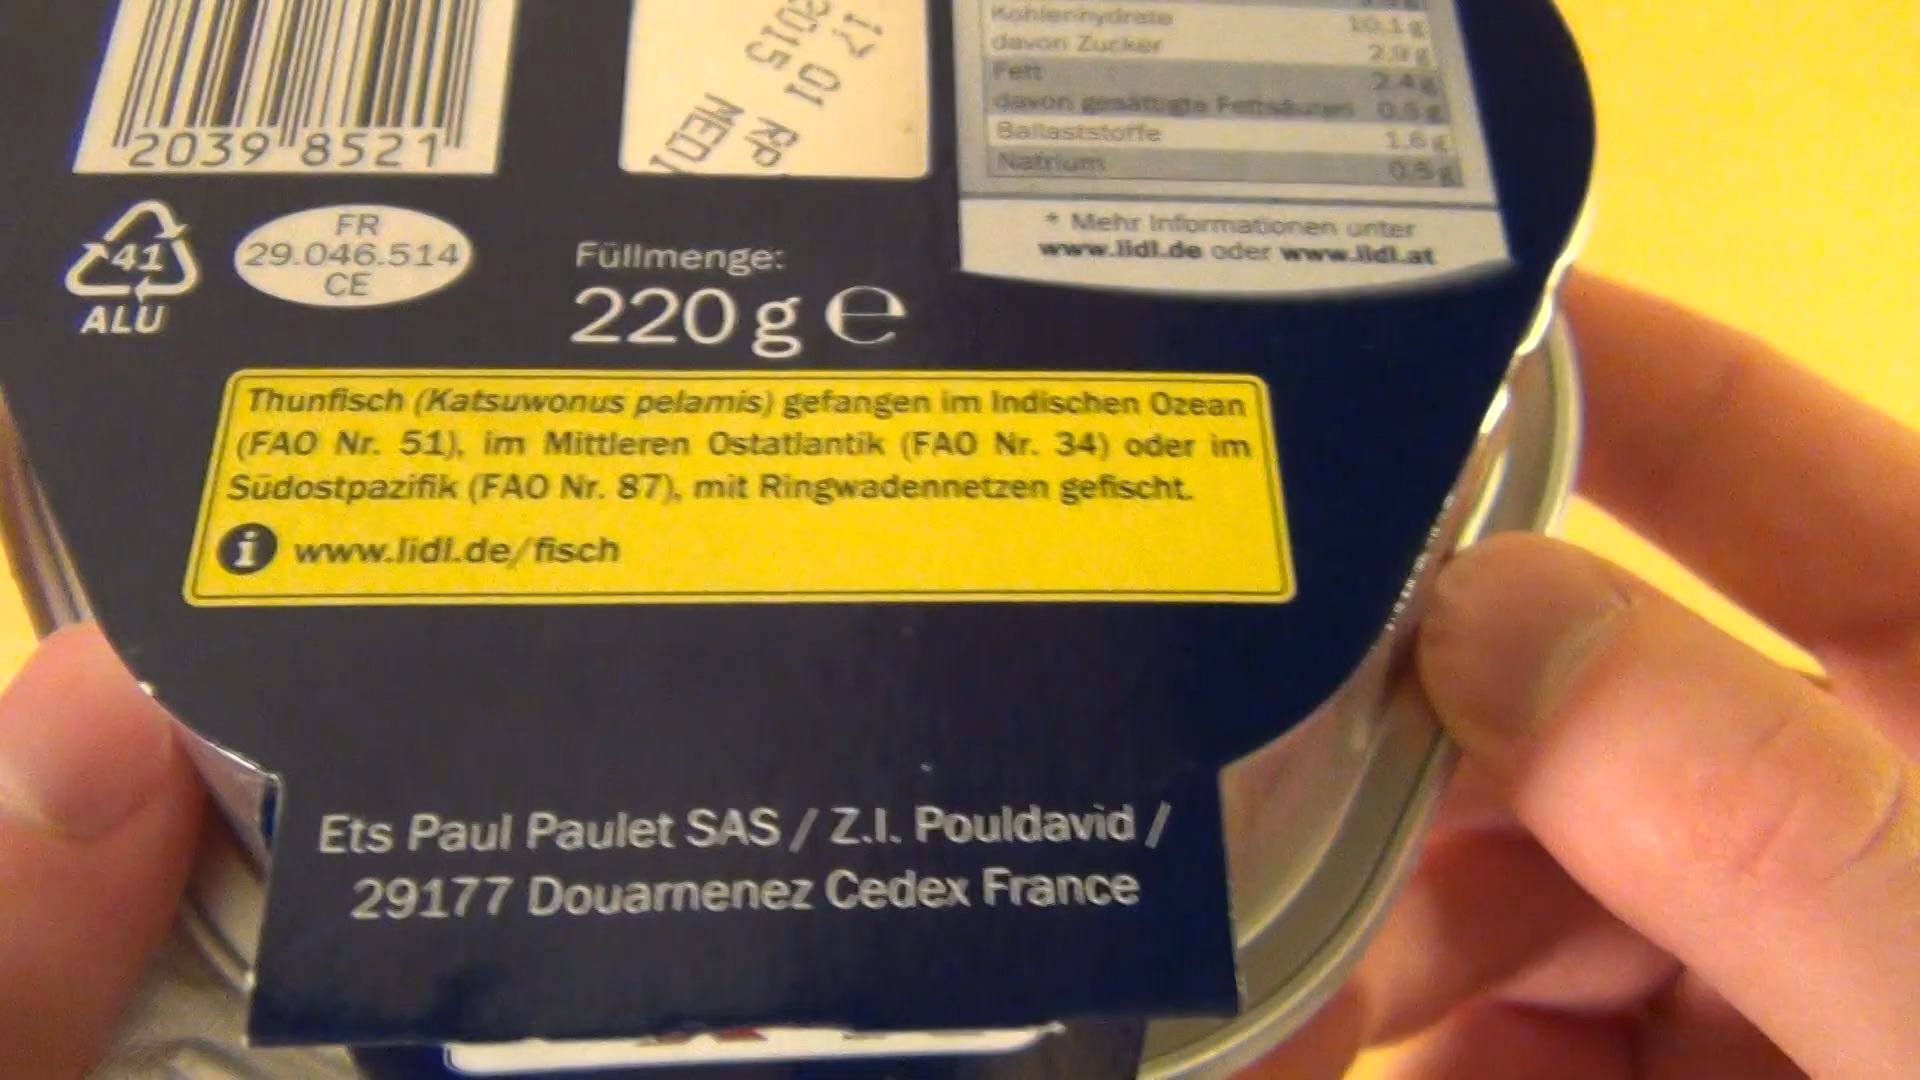 2039 8521
17 01 RP
2015 MEDI
Kohlenhydrate 10.1 g
davon Zucker 2.9 g
Fett 2.4 g
davon gesättigte Fettsäuren 0.5 g
Ballaststoffe 1.6 g
Natrium 0.5 g
* Mehr Informationen unter
www.lidl.de oder www.lidl.at
41
ALU
FR
29.046.514
CE
Füllmenge:
220 g ℮
Thunfisch (Katsuwonus pelamis) gefangen im Indischen Ozean
(FAO Nr. 51), im Mittleren Ostatlantik (FAO Nr. 34) oder im
Südostpazifik (FAO Nr. 87), mit Ringwadennetzen gefischt.
i www.lidl.de/fisch
Ets Paul Paulet SAS / Z.I. Pouldavid /
29177 Douarnenez Cedex France